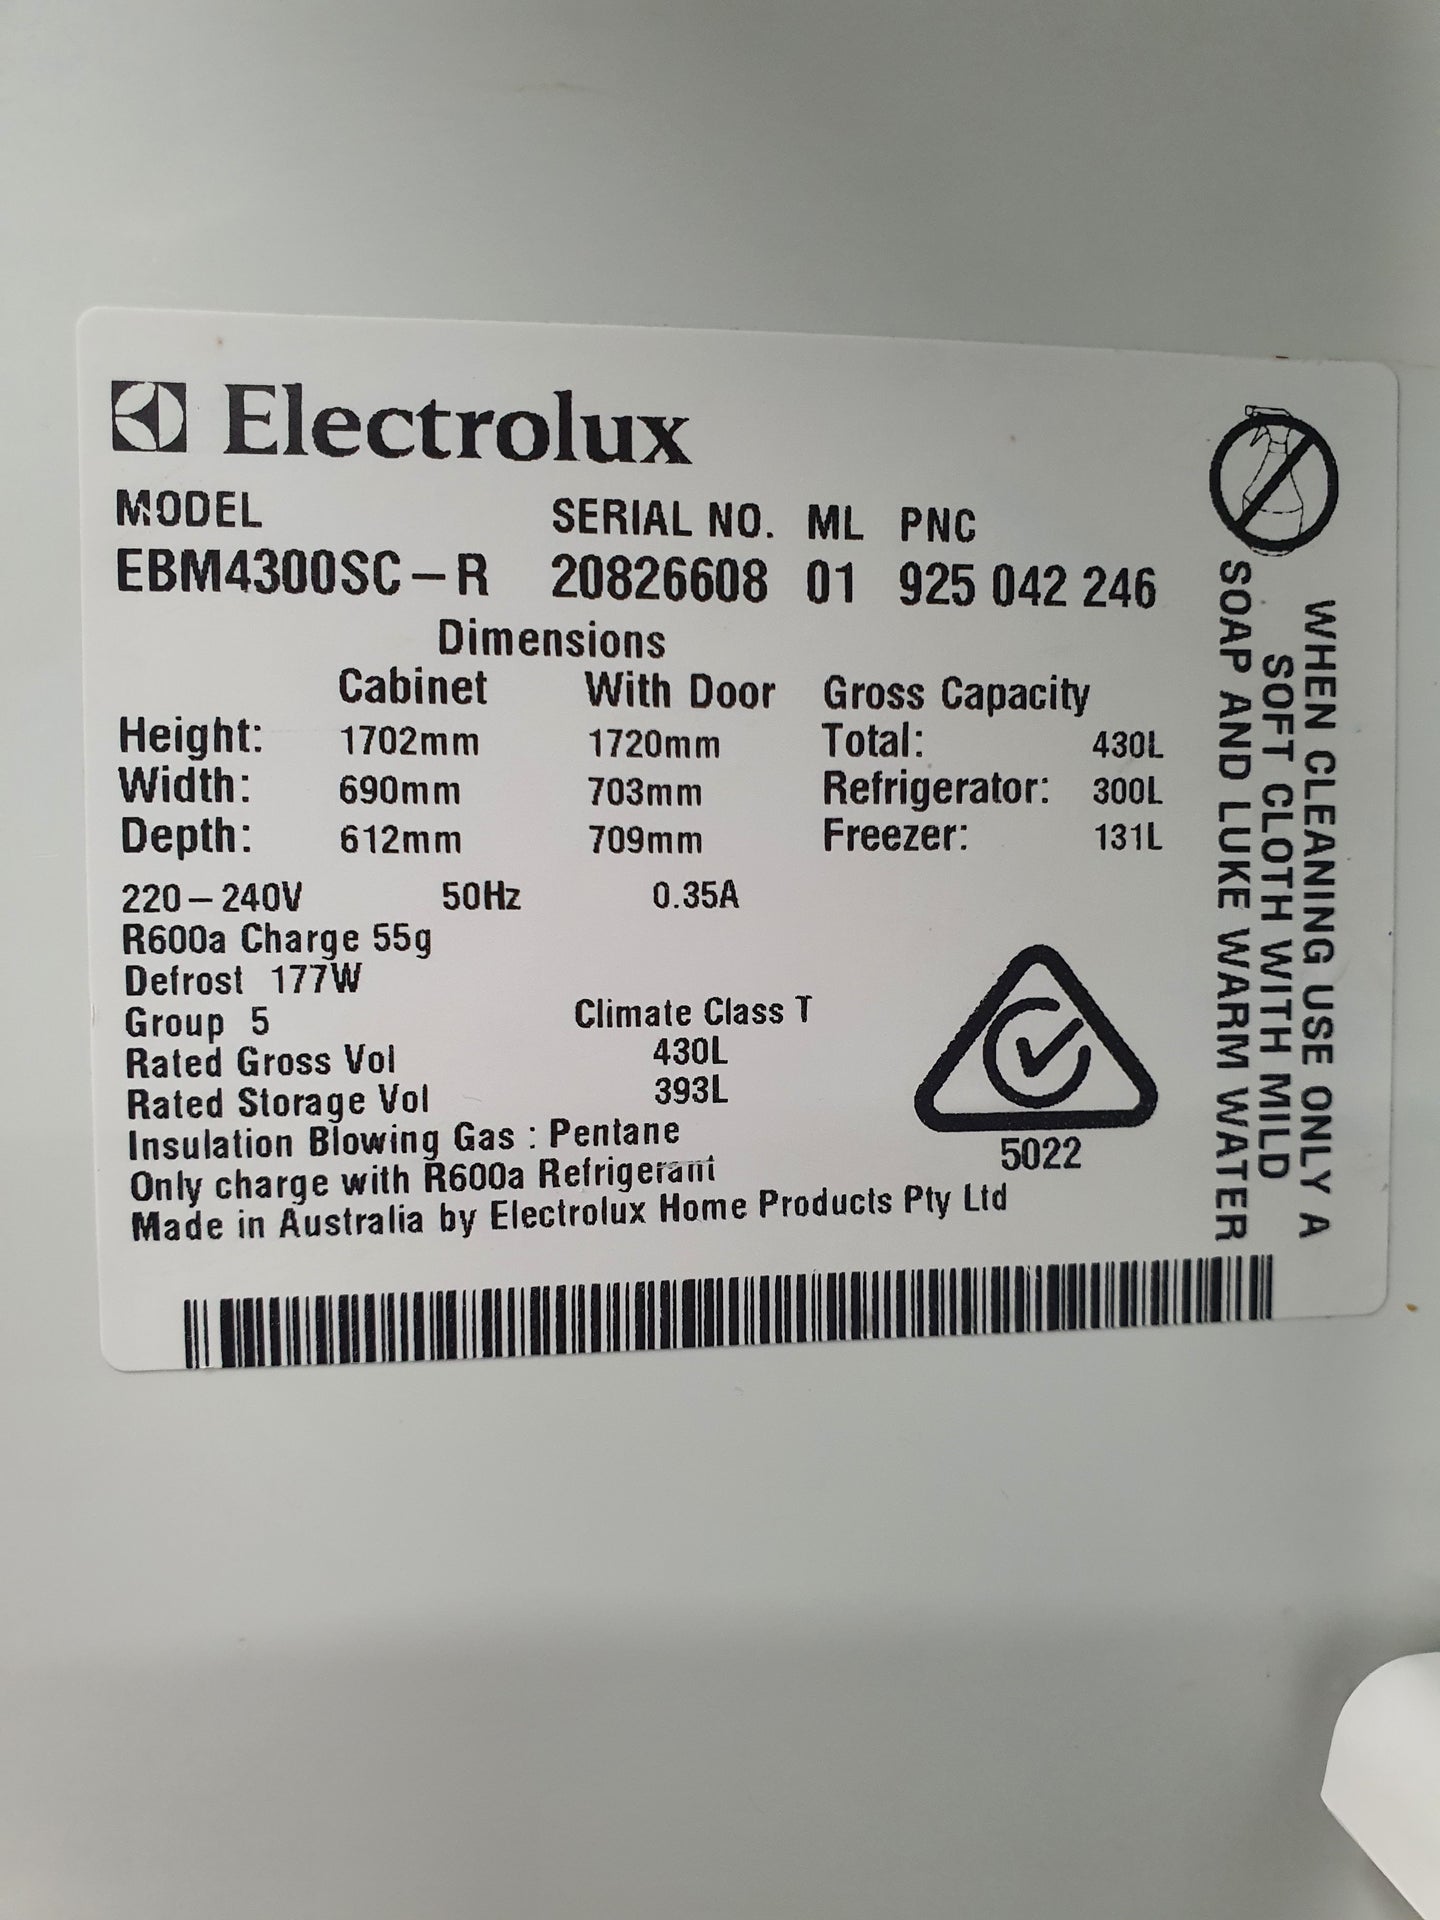 Electrolux
MODEL SERIAL NO. ML PNC
EBM4300SC-R 20826608 01 925 042 246
Dimensions
Cabinet With Door Gross Capacity
Height: 1702mm 1720mm Total: 430L
Width: 690mm 703mm Refrigerator: 300L
Depth: 612mm 709mm Freezer: 131L
220-240V 50Hz 0.35A
R600a Charge 55g
Defrost 177W
Group 5 Climate Class T
Rated Gross Vol 430L
Rated Storage Vol 393L
Insulation Blowing Gas : Pentane
Only charge with R600a Refrigerant
Made in Australia by Electrolux Home Products Pty Ltd
5022
WHEN CLEANING USE ONLY A
SOFT CLOTH WITH MILD
SOAP AND LUKE WARM WATER